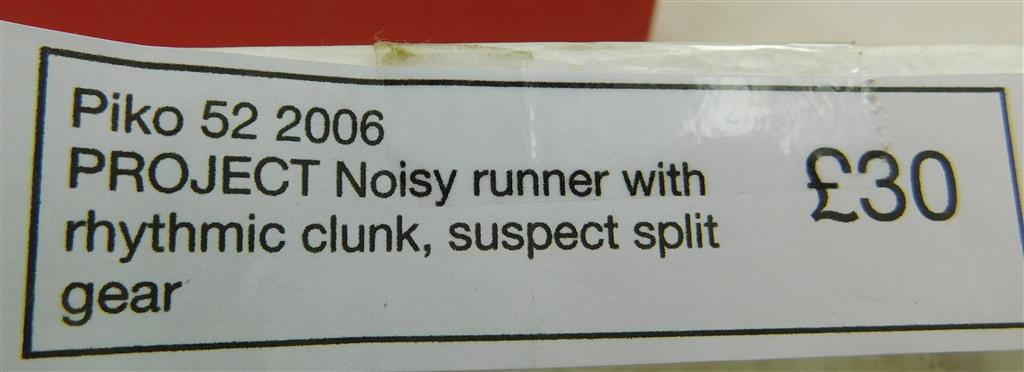 Piko 52 2006
PROJECT Noisy runner with
rhythmic clunk, suspect split
gear
£30